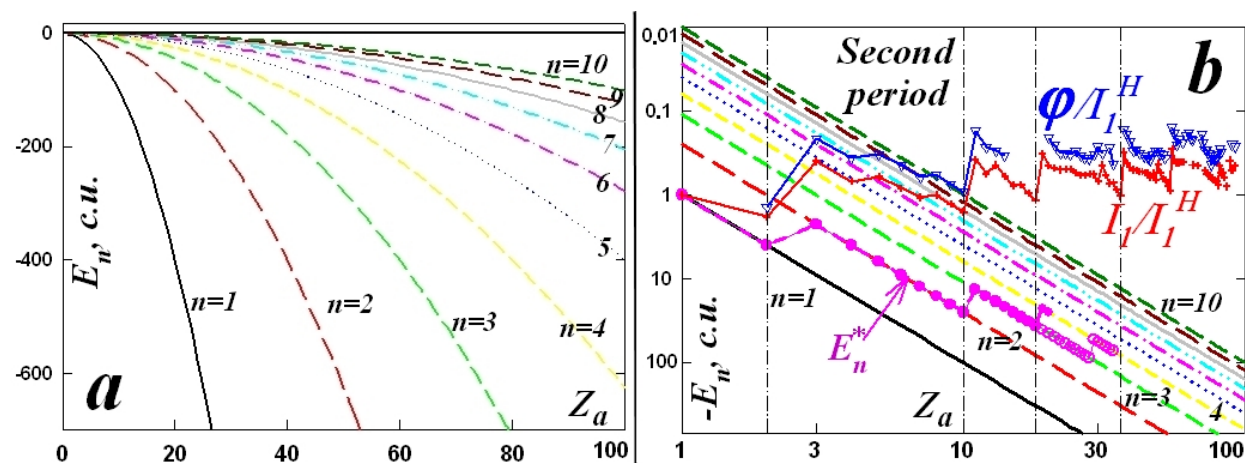 0
-200
-400
-600
E_n, c.u.
a
n=1
n=2
n=3
n=4
5
6
7
8
9
n=10
Z_a
0 20 40 60 80 100
0,01
0.1
1
10
100
-E_n, c.u.
Second
period
b
φ/I_1^H
I_1/I_1^H
n=1
E_n^*
n=2
n=3
4
n=10
Z_a
1 3 10 30 100